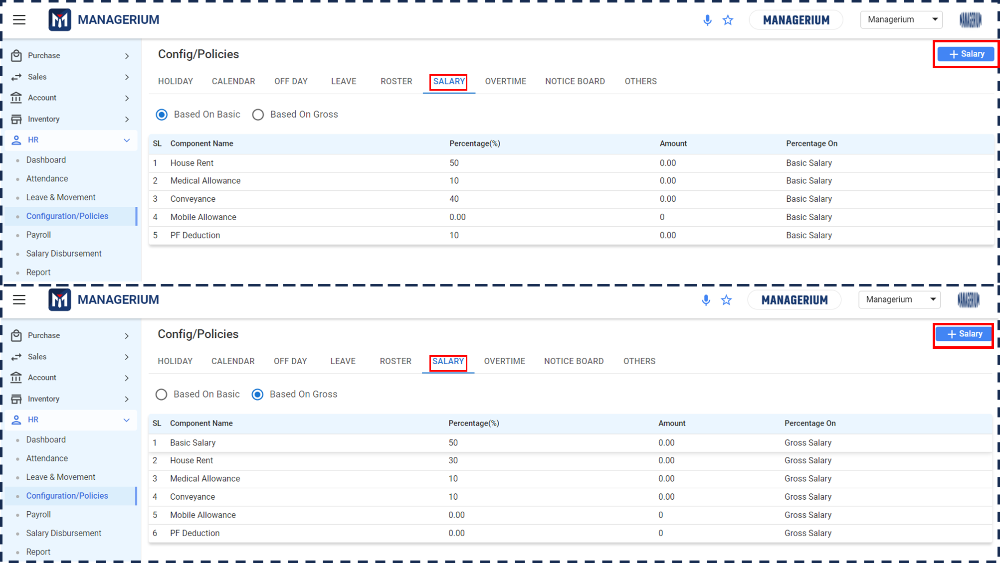 MANAGERIUM
MANAGERIUM
Managerium
MANAGERIUM
Purchase
Sales
Account
Inventory
HR
Dashboard
Attendance
Leave & Movement
Configuration/Policies
Payroll
Salary Disbursement
Report
Config/Policies
+ Salary
HOLIDAY CALENDAR OFF DAY LEAVE ROSTER SALARY OVERTIME NOTICE BOARD OTHERS
Based On Basic Based On Gross
SL Component Name Percentage(%) Amount Percentage On
1 House Rent 50 0.00 Basic Salary
2 Medical Allowance 10 0.00 Basic Salary
3 Conveyance 40 0.00 Basic Salary
4 Mobile Allowance 0.00 0 Basic Salary
5 PF Deduction 10 0.00 Basic Salary
MANAGERIUM
MANAGERIUM
Managerium
MANAGERIUM
Purchase
Sales
Account
Inventory
HR
Dashboard
Attendance
Leave & Movement
Configuration/Policies
Payroll
Salary Disbursement
Report
Config/Policies
+ Salary
HOLIDAY CALENDAR OFF DAY LEAVE ROSTER SALARY OVERTIME NOTICE BOARD OTHERS
Based On Basic Based On Gross
SL Component Name Percentage(%) Amount Percentage On
1 Basic Salary 50 0.00 Gross Salary
2 House Rent 30 0.00 Gross Salary
3 Medical Allowance 10 0.00 Gross Salary
4 Conveyance 10 0.00 Gross Salary
5 Mobile Allowance 0.00 0 Gross Salary
6 PF Deduction 0.00 0 Gross Salary